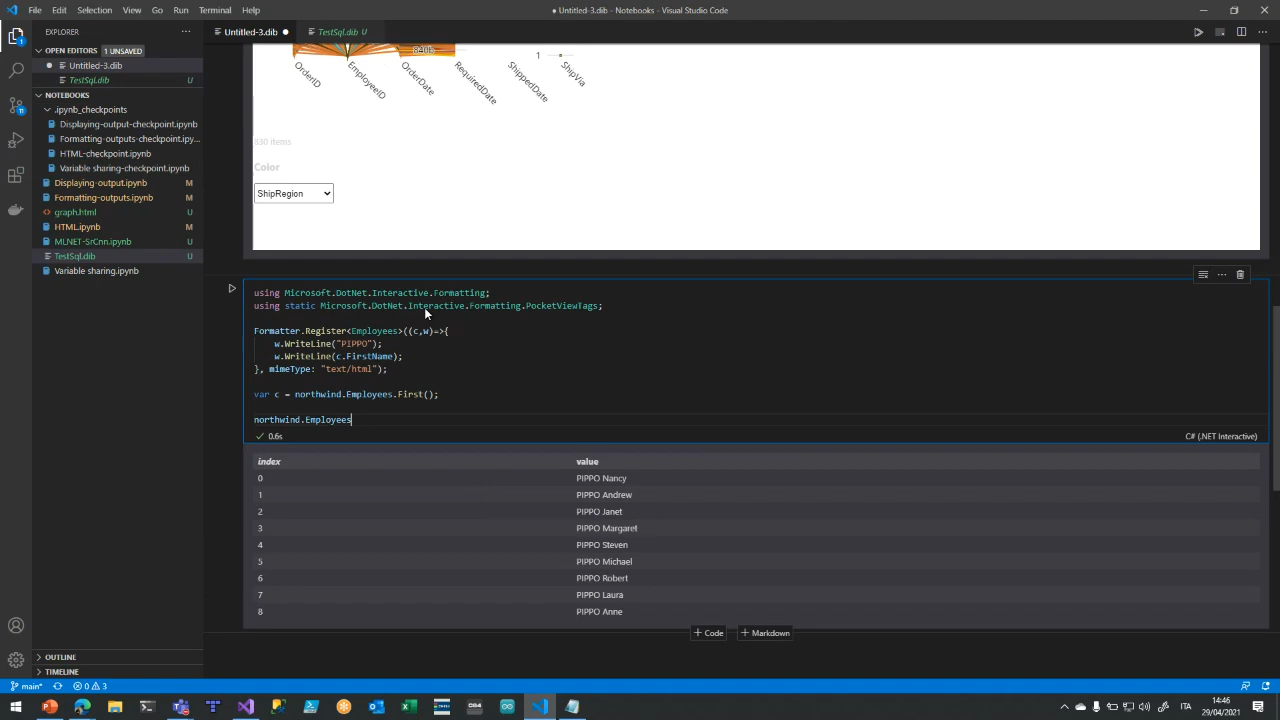 File Edit Selection View Go Run Terminal Help
● Untitled-3.dib - Notebooks - Visual Studio Code
EXPLORER
OPEN EDITORS 1 UNSAVED
Untitled-3.dib
TestSql.dib U
NOTEBOOKS
.ipynb_checkpoints
Displaying-output-checkpoint.ipynb
Formatting-outputs-checkpoint.ipy...
HTML-checkpoint.ipynb
Variable sharing-checkpoint.ipynb
Displaying-output.ipynb M
Formatting-outputs.ipynb M
graph.html U
HTML.ipynb M
MLNET-SrCnn.ipynb U
TestSql.dib U
Variable sharing.ipynb
OUTLINE
TIMELINE
Untitled-3.dib ●
TestSql.dib U
840b
1
OrderID
EmployeeID
OrderDate
RequiredDate
ShippedDate
ShipVia
830 items
Color
ShipRegion
using Microsoft.DotNet.Interactive.Formatting;
using static Microsoft.DotNet.Interactive.Formatting.PocketViewTags;
Formatter.Register<Employees>((c,w)=>{
w.WriteLine("PIPPO");
w.WriteLine(c.FirstName);
}, mimeType: "text/html");
var c = northwind.Employees.First();
northwind.Employees
0.6s
C# (.NET Interactive)
index value
0 PIPPO Nancy
1 PIPPO Andrew
2 PIPPO Janet
3 PIPPO Margaret
4 PIPPO Steven
5 PIPPO Michael
6 PIPPO Robert
7 PIPPO Laura
8 PIPPO Anne
+ Code + Markdown
main* 0 3
ITA
14:46
29/04/2021